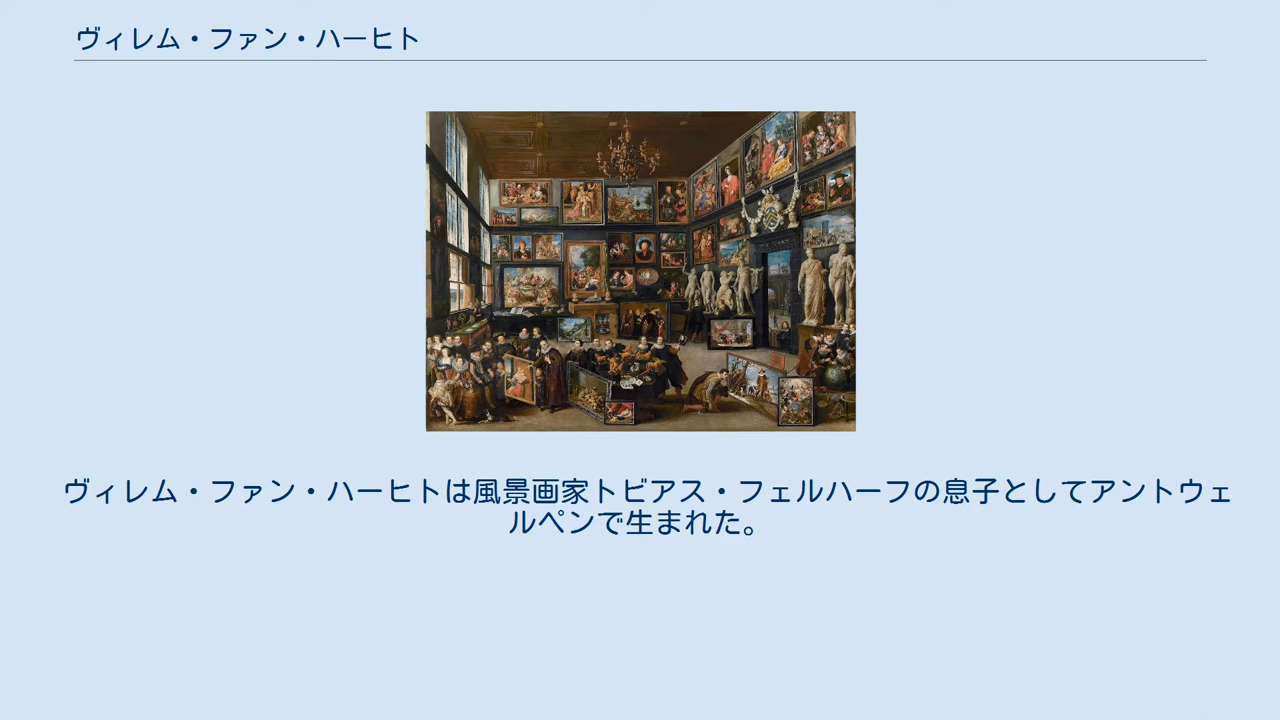 ヴィレム・ファン・ハーヒト
ヴィレム・ファン・ハーヒトは風景画家トビアス・フェルハーフの息子としてアントウェ
ルペンで生まれた。